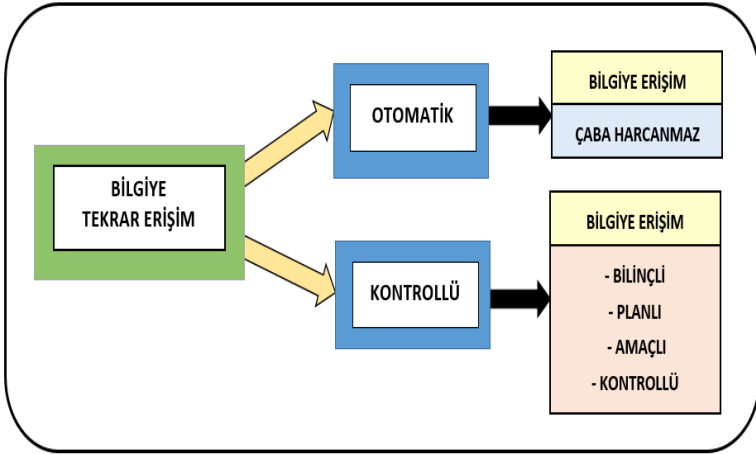 BİLGİYE
TEKRAR ERİŞİM
OTOMATİK
BİLGİYE ERİŞİM
ÇABA HARCANMAZ
KONTROLLÜ
BİLGİYE ERİŞİM
- BİLİNÇLİ
- PLANLI
- AMAÇLI
- KONTROLLÜ